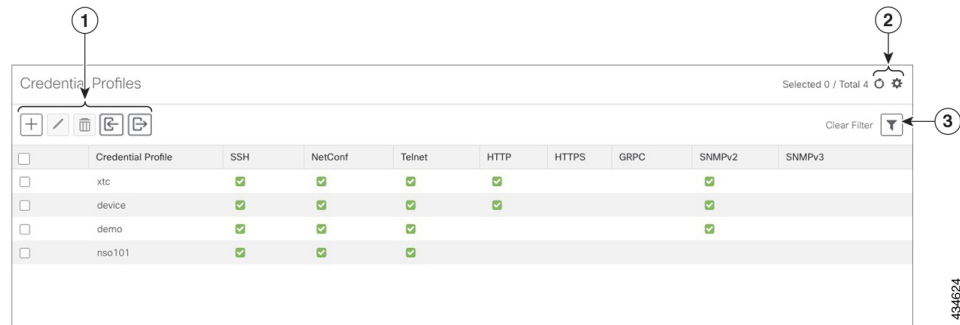 1
2
Credential Profiles
Selected 0 / Total 4
Clear Filter
3
Credential Profile SSH NetConf Telnet HTTP HTTPS GRPC SNMPv2 SNMPv3
xtc
device
demo
nso101
434624